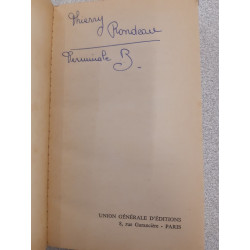 Thierry Rondeau
Terminale B.
UNION GÉNÉRALE D'ÉDITIONS
8, rue Garancière - PARIS